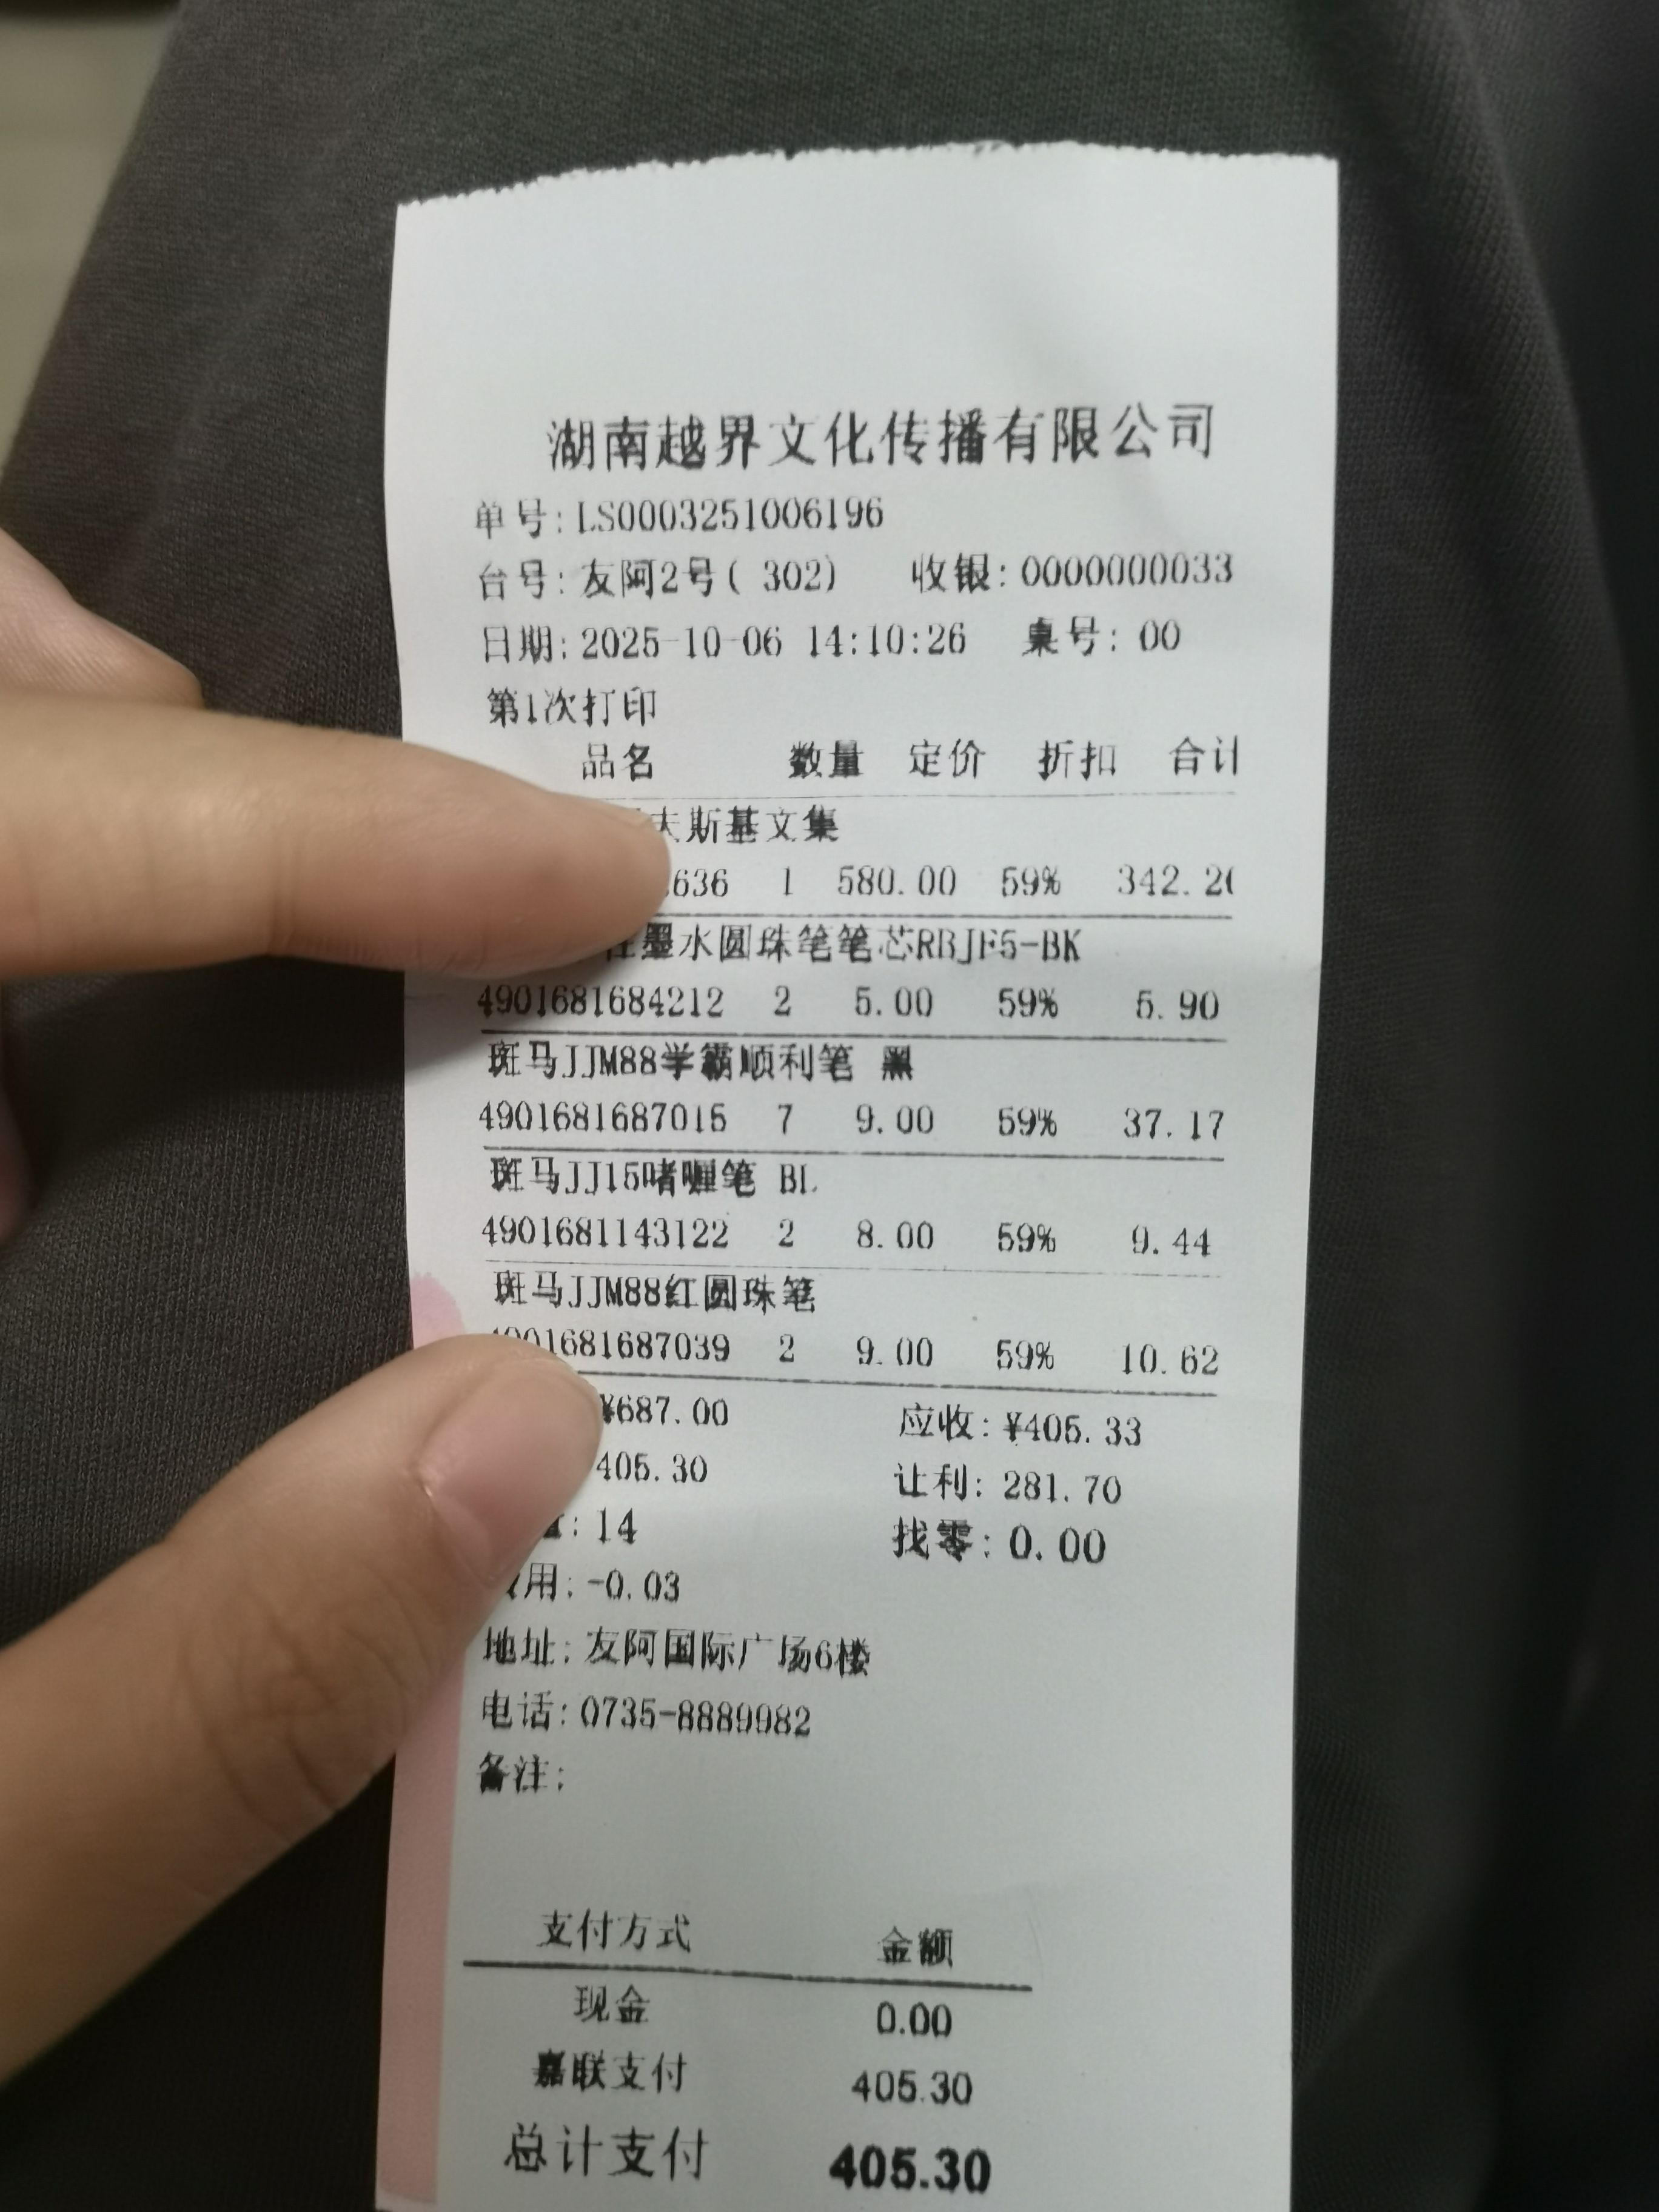 湖南越界文化传播有限公司
单号:LS0003251006196
台号:友阿2号( 302) 收银:0000000033
日期:2025-10-06 14:10:26 桌号:00
第1次打印
品名 数量 定价 折扣 合计
夫斯基文集
636 1 580.00 59% 342.2
性墨水圆珠笔笔芯RBJF5-BK
4901681684212 2 5.00 59% 5.90
斑马JJM88学霸顺利笔 黑
4901681687015 7 9.00 59% 37.17
斑马JJ15啫喱笔 BL
4901681143122 2 8.00 59% 9.44
斑马JJM88红圆珠笔
4901681687039 2 9.00 59% 10.62
¥687.00 应收:¥405.33
405.30 让利:281.70
:14 找零:0.00
用:-0.03
地址:友阿国际广场6楼
电话:0735-8889982
备注:
支付方式 金额
现金 0.00
嘉联支付 405.30
总计支付 405.30